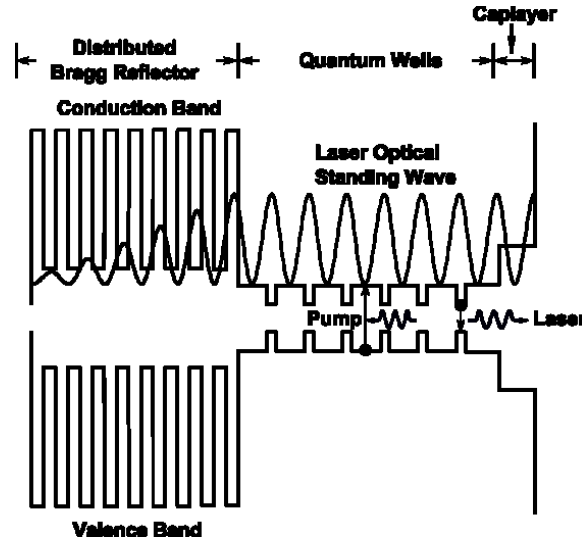 Caplayer
Distributed
Bragg Reflector
Quantum Wells
Conduction Band
Laser Optical
Standing Wave
Pump
Laser
Valence Band